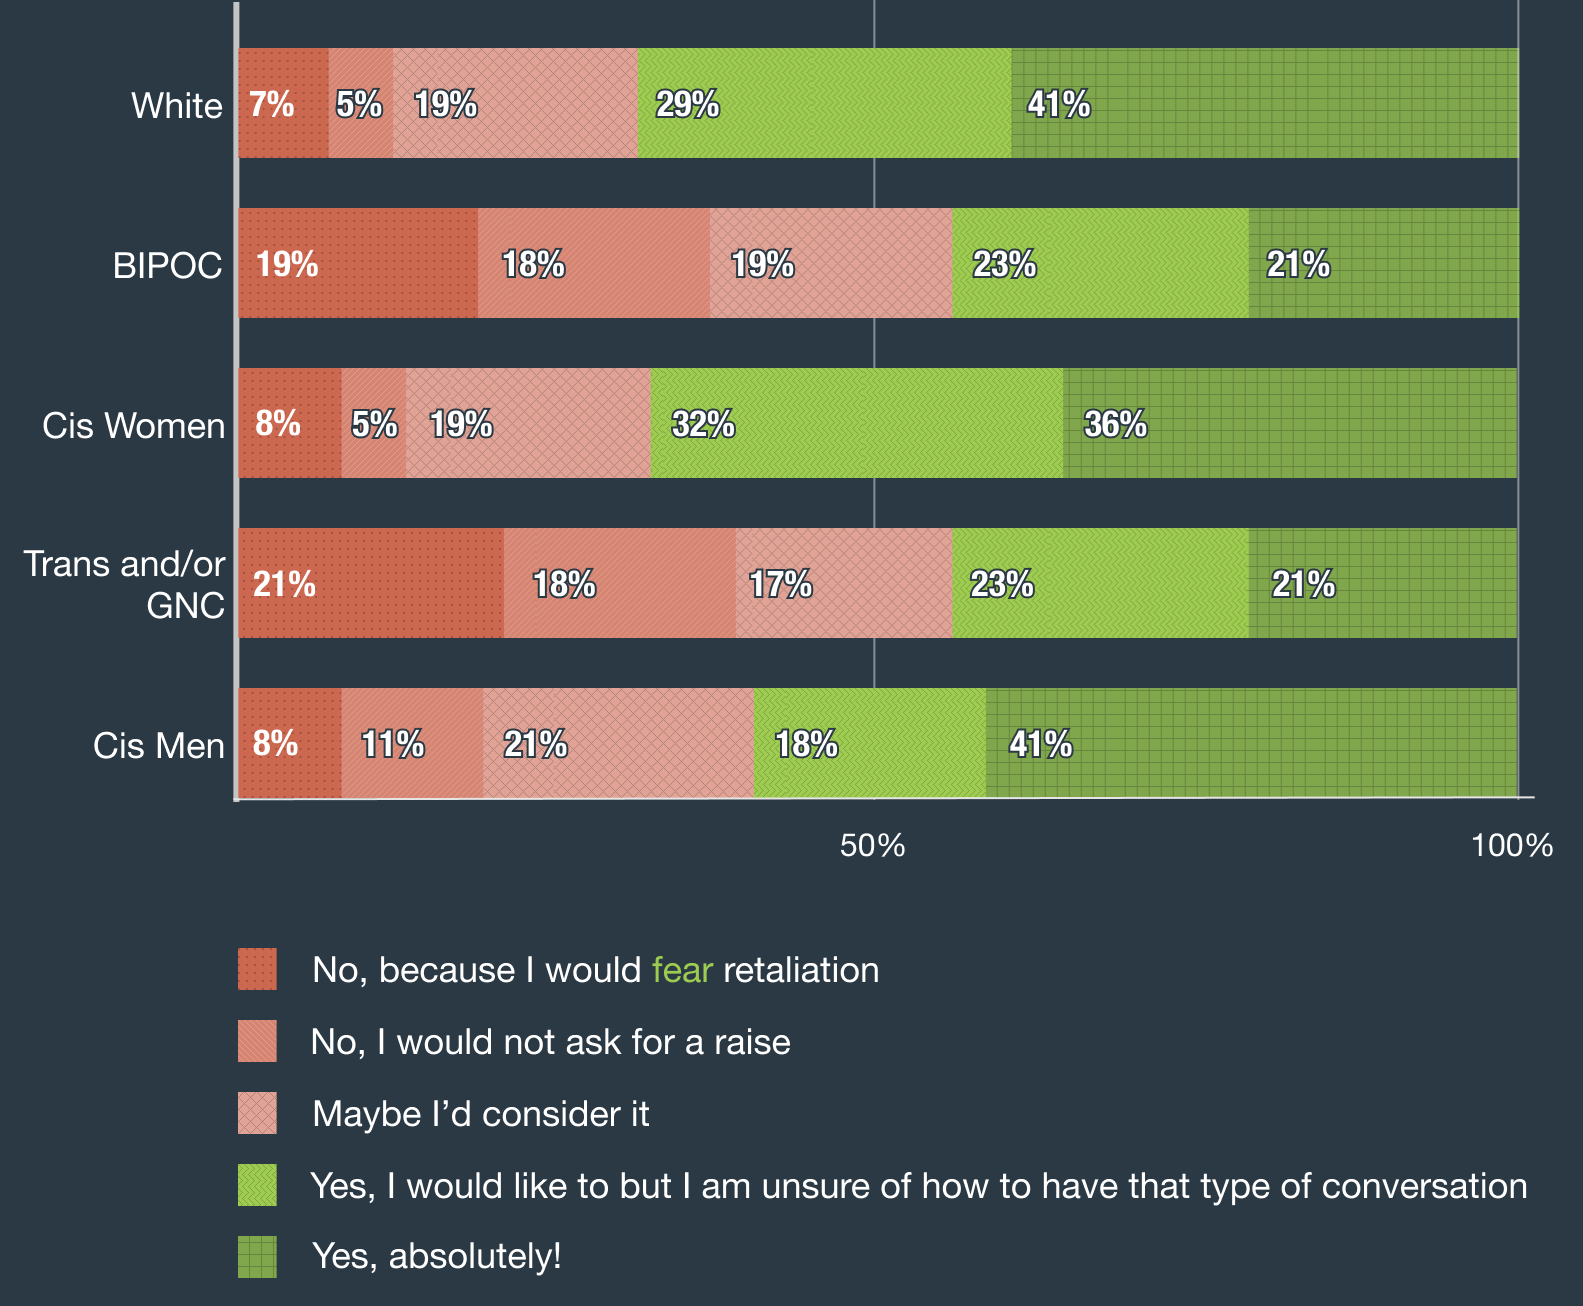 White
7% 5% 19% 29% 41%
BIPOC
19% 18% 19% 23% 21%
Cis Women
8% 5% 19% 32% 36%
Trans and/or
GNC
21% 18% 17% 23% 21%
Cis Men
8% 11% 21% 18% 41%
50% 100%
No, because I would fear retaliation
No, I would not ask for a raise
Maybe I’d consider it
Yes, I would like to but I am unsure of how to have that type of conversation
Yes, absolutely!